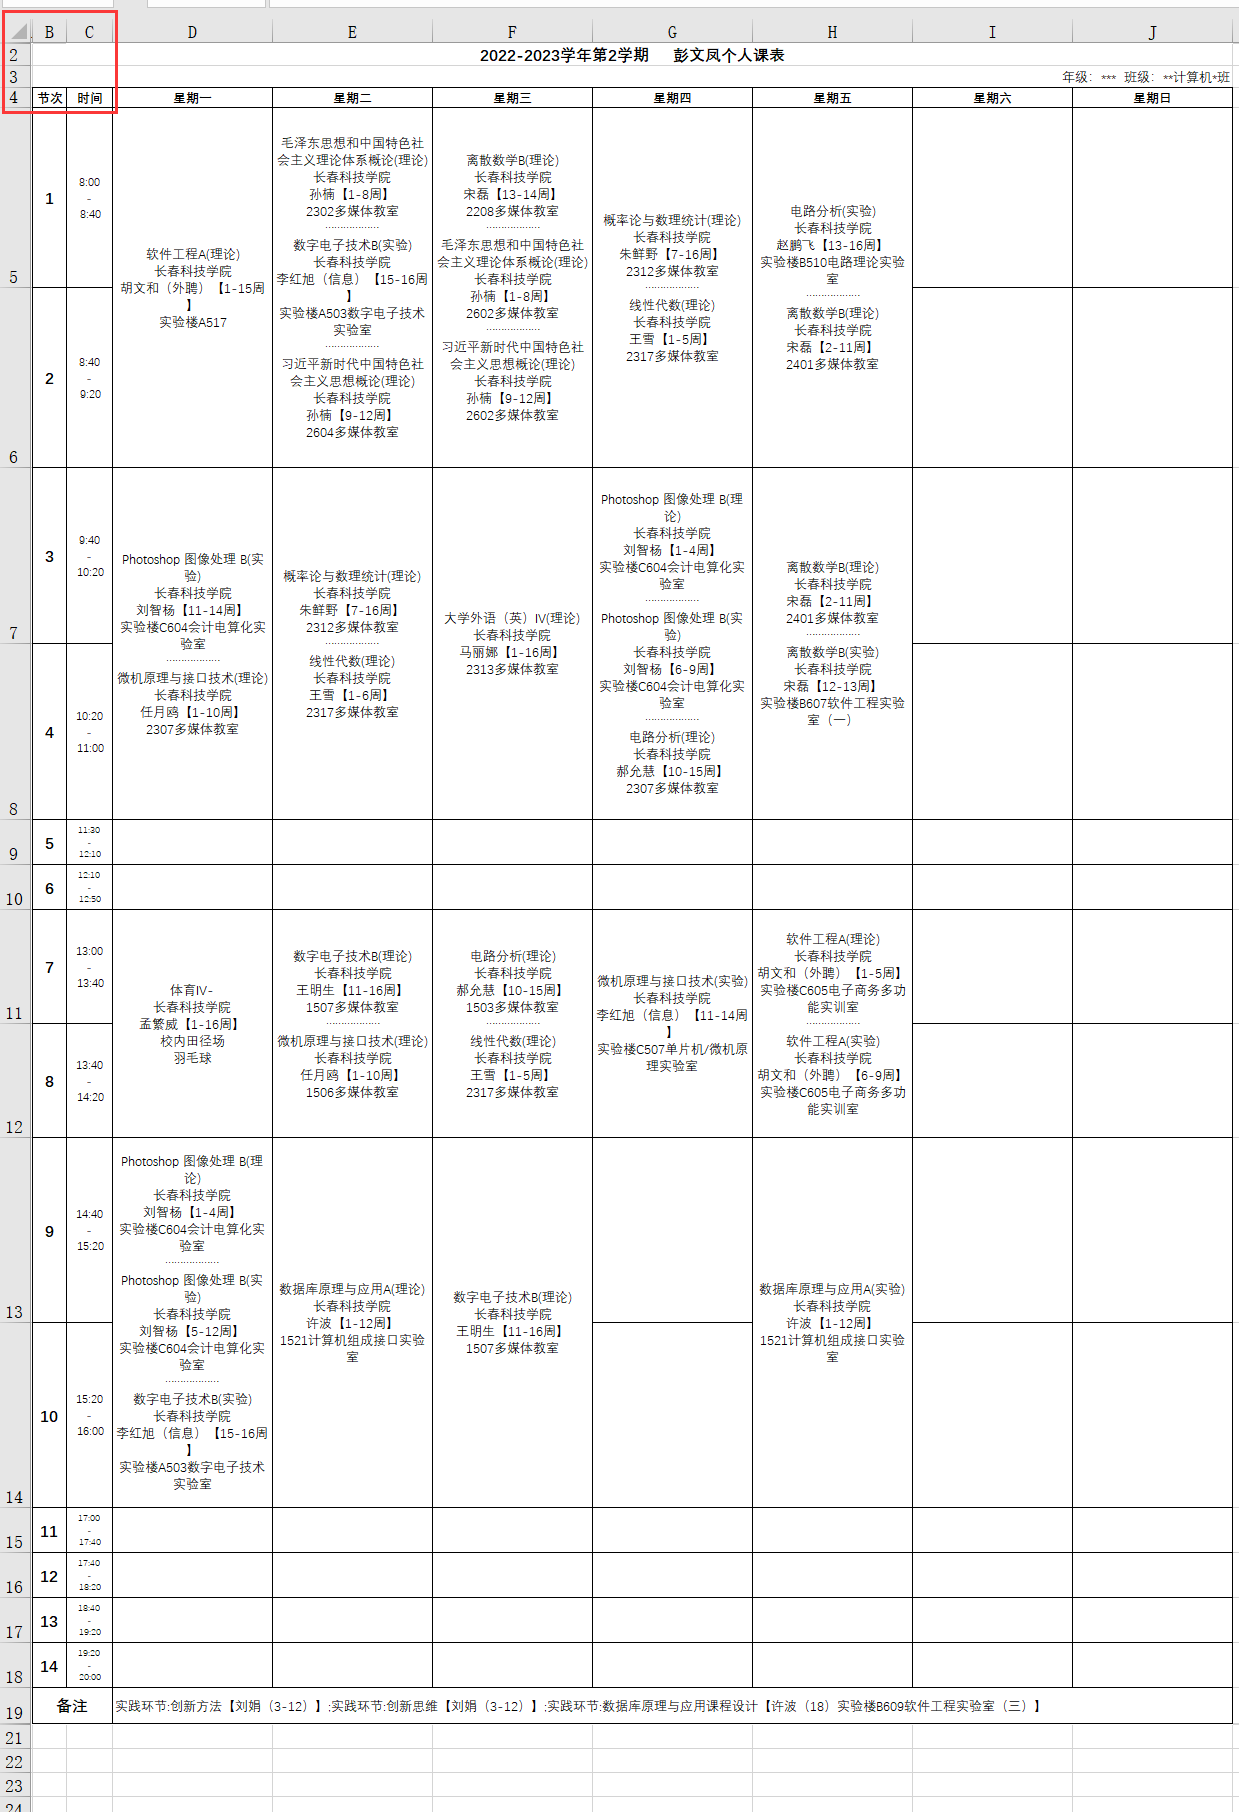 B C D E F G H I J
2 2022-2023学年第2学期 彭文凤个人课表
3 年级：*** 班级：**计算机*班
4 节次 时间 星期一 星期二 星期三 星期四 星期五 星期六 星期日
5
1
8:00
-
8:40
6
2
8:40
-
9:20
软件工程A(理论)
长春科技学院
胡文和（外聘）【1-15周
】
实验楼A517
毛泽东思想和中国特色社
会主义理论体系概论(理论)
长春科技学院
孙楠【1-8周】
2302多媒体教室
..................
数字电子技术B(实验)
长春科技学院
李红旭（信息）【15-16周
】
实验楼A503数字电子技术
实验室
..................
习近平新时代中国特色社
会主义思想概论(理论)
长春科技学院
孙楠【9-12周】
2604多媒体教室
离散数学B(理论)
长春科技学院
宋磊【13-14周】
2208多媒体教室
..................
毛泽东思想和中国特色社
会主义理论体系概论(理论)
长春科技学院
孙楠【1-8周】
2602多媒体教室
..................
习近平新时代中国特色社
会主义思想概论(理论)
长春科技学院
孙楠【9-12周】
2602多媒体教室
概率论与数理统计(理论)
长春科技学院
朱鲜野【7-16周】
2312多媒体教室
..................
线性代数(理论)
长春科技学院
王雪【1-5周】
2317多媒体教室
电路分析(实验)
长春科技学院
赵鹏飞【13-16周】
实验楼B510电路理论实验
室
..................
离散数学B(理论)
长春科技学院
宋磊【2-11周】
2401多媒体教室
7
3
9:40
-
10:20
8
4
10:20
-
11:00
Photoshop 图像处理 B(实
验)
长春科技学院
刘智杨【11-14周】
实验楼C604会计电算化实
验室
..................
微机原理与接口技术(理论)
长春科技学院
任月鸥【1-10周】
2307多媒体教室
概率论与数理统计(理论)
长春科技学院
朱鲜野【7-16周】
2312多媒体教室
..................
线性代数(理论)
长春科技学院
王雪【1-6周】
2317多媒体教室
大学外语（英）IV(理论)
长春科技学院
马丽娜【1-16周】
2313多媒体教室
Photoshop 图像处理 B(理
论)
长春科技学院
刘智杨【1-4周】
实验楼C604会计电算化实
验室
..................
Photoshop 图像处理 B(实
验)
长春科技学院
刘智杨【6-9周】
实验楼C604会计电算化实
验室
..................
电路分析(理论)
长春科技学院
郝允慧【10-15周】
2307多媒体教室
离散数学B(理论)
长春科技学院
宋磊【2-11周】
2401多媒体教室
..................
离散数学B(实验)
长春科技学院
宋磊【12-13周】
实验楼B607软件工程实验
室（一）
9
5
11:30
-
12:10
10
6
12:10
-
12:50
11
7
13:00
-
13:40
12
8
13:40
-
14:20
体育IV-
长春科技学院
孟繁威【1-16周】
校内田径场
羽毛球
数字电子技术B(理论)
长春科技学院
王明生【11-16周】
1507多媒体教室
..................
微机原理与接口技术(理论)
长春科技学院
任月鸥【1-10周】
1506多媒体教室
电路分析(理论)
长春科技学院
郝允慧【10-15周】
1503多媒体教室
..................
线性代数(理论)
长春科技学院
王雪【1-5周】
2317多媒体教室
微机原理与接口技术(实验)
长春科技学院
李红旭（信息）【11-14周
】
实验楼C507单片机/微机原
理实验室
软件工程A(理论)
长春科技学院
胡文和（外聘）【1-5周】
实验楼C605电子商务多功
能实训室
..................
软件工程A(实验)
长春科技学院
胡文和（外聘）【6-9周】
实验楼C605电子商务多功
能实训室
13
9
14:40
-
15:20
14
10
15:20
-
16:00
Photoshop 图像处理 B(理
论)
长春科技学院
刘智杨【1-4周】
实验楼C604会计电算化实
验室
..................
Photoshop 图像处理 B(实
验)
长春科技学院
刘智杨【5-12周】
实验楼C604会计电算化实
验室
..................
数字电子技术B(实验)
长春科技学院
李红旭（信息）【15-16周
】
实验楼A503数字电子技术
实验室
数据库原理与应用A(理论)
长春科技学院
许波【1-12周】
1521计算机组成接口实验
室
数字电子技术B(理论)
长春科技学院
王明生【11-16周】
1507多媒体教室
数据库原理与应用A(实验)
长春科技学院
许波【1-12周】
1521计算机组成接口实验
室
15
11
17:00
-
17:40
16
12
17:40
-
18:20
17
13
18:40
-
19:20
18
14
19:20
-
20:00
19 备注 实践环节:创新方法【刘娟（3-12）】;实践环节:创新思维【刘娟（3-12）】;实践环节:数据库原理与应用课程设计【许波（18）实验楼B609软件工程实验室（三）】
21
22
23
24